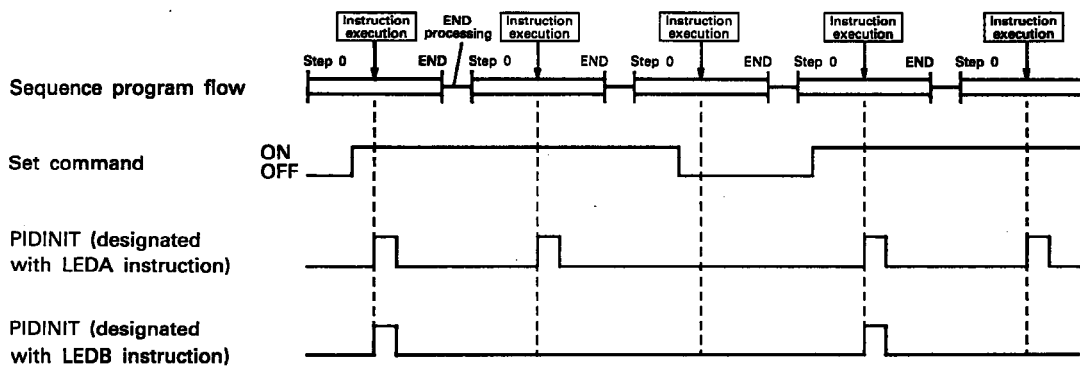 Instruction execution
END processing
Instruction execution
Instruction execution
Instruction execution
Instruction execution
Step 0 END Step 0 END Step 0 END Step 0 END Step 0
Sequence program flow
Set command
ON
OFF
PIDINIT (designated
with LEDA instruction)
PIDINIT (designated
with LEDB instruction)